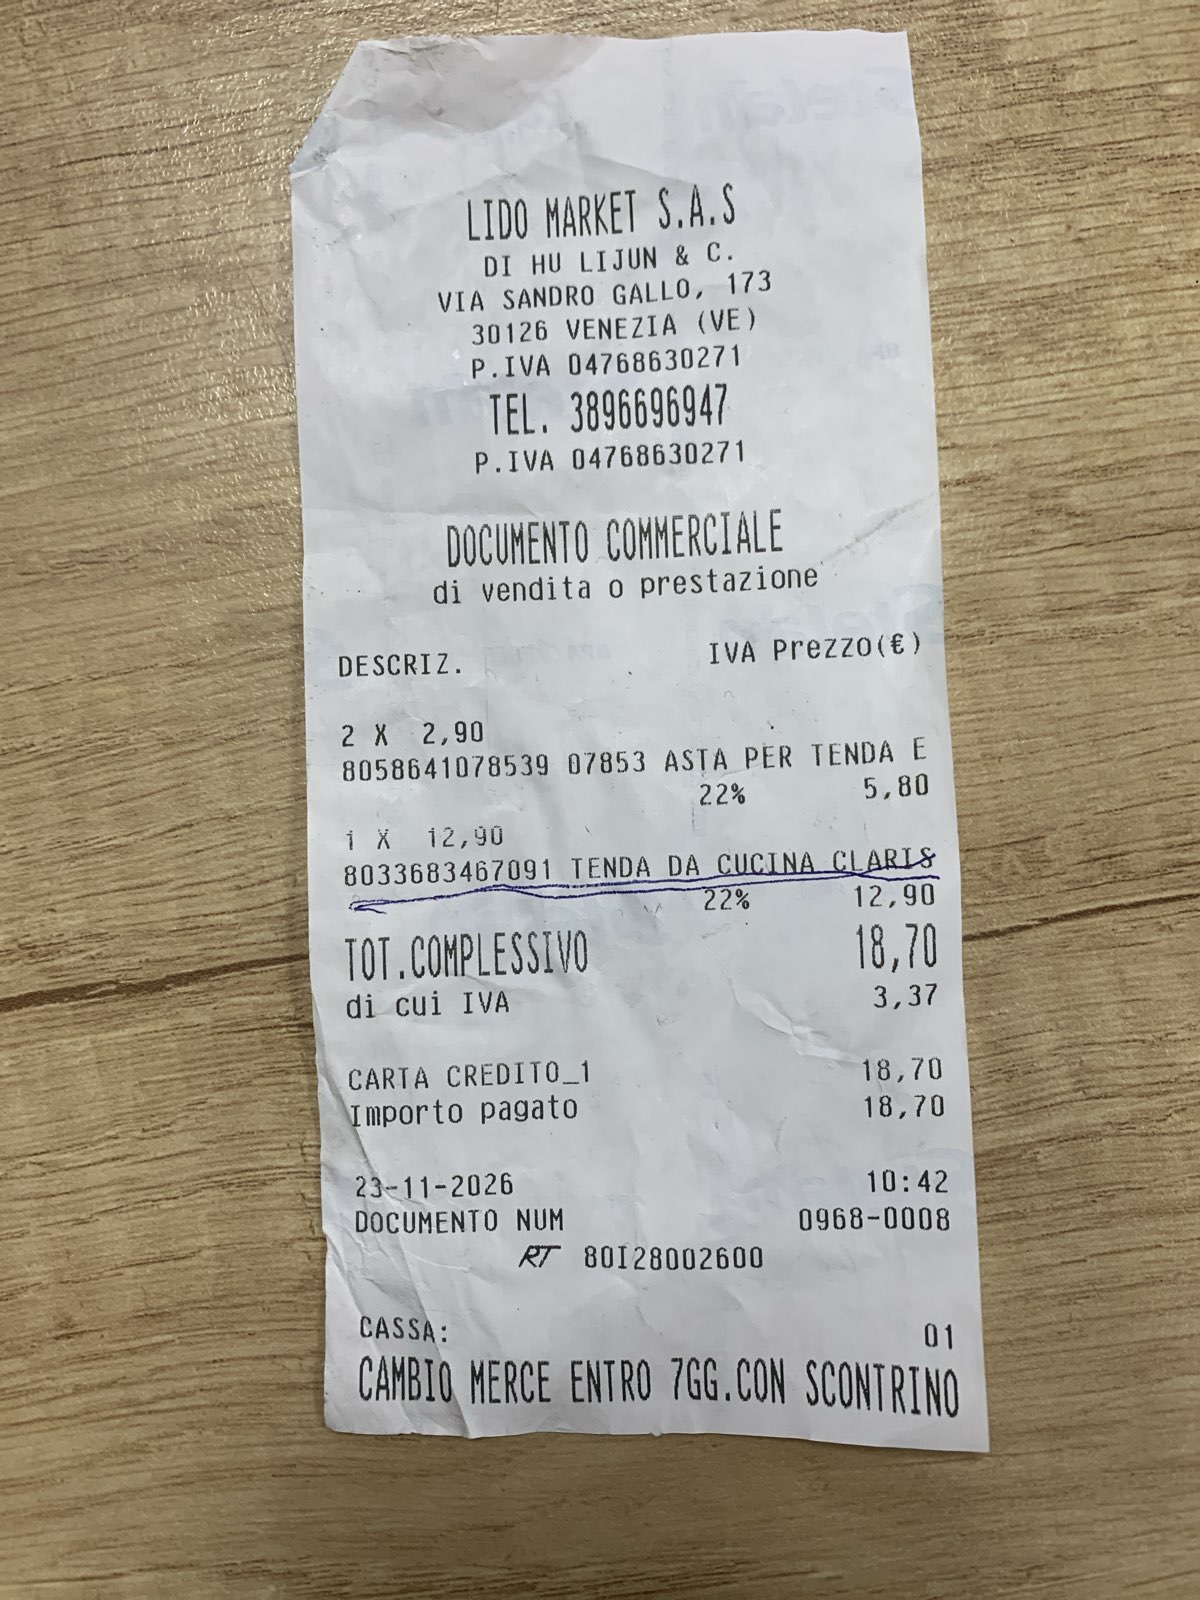 LIDO MARKET S.A.S
DI HU LIJUN & C.
VIA SANDRO GALLO, 173
30126 VENEZIA (VE)
P.IVA 04768630271
TEL. 3896696947
P.IVA 04768630271
DOCUMENTO COMMERCIALE
di vendita o prestazione
DESCRIZ. IVA Prezzo(€)
2 X 2,90
8058641078539 07853 ASTA PER TENDA E
22% 5,80
1 X 12,90
8033683467091 TENDA DA CUCINA CLARIS
22% 12,90
TOT.COMPLESSIVO 18,70
di cui IVA 3,37
CARTA CREDITO_1 18,70
Importo pagato 18,70
23-11-2026 10:42
DOCUMENTO NUM 0968-0008
RT 80I28002600
CASSA: 01
CAMBIO MERCE ENTRO 7GG.CON SCONTRINO